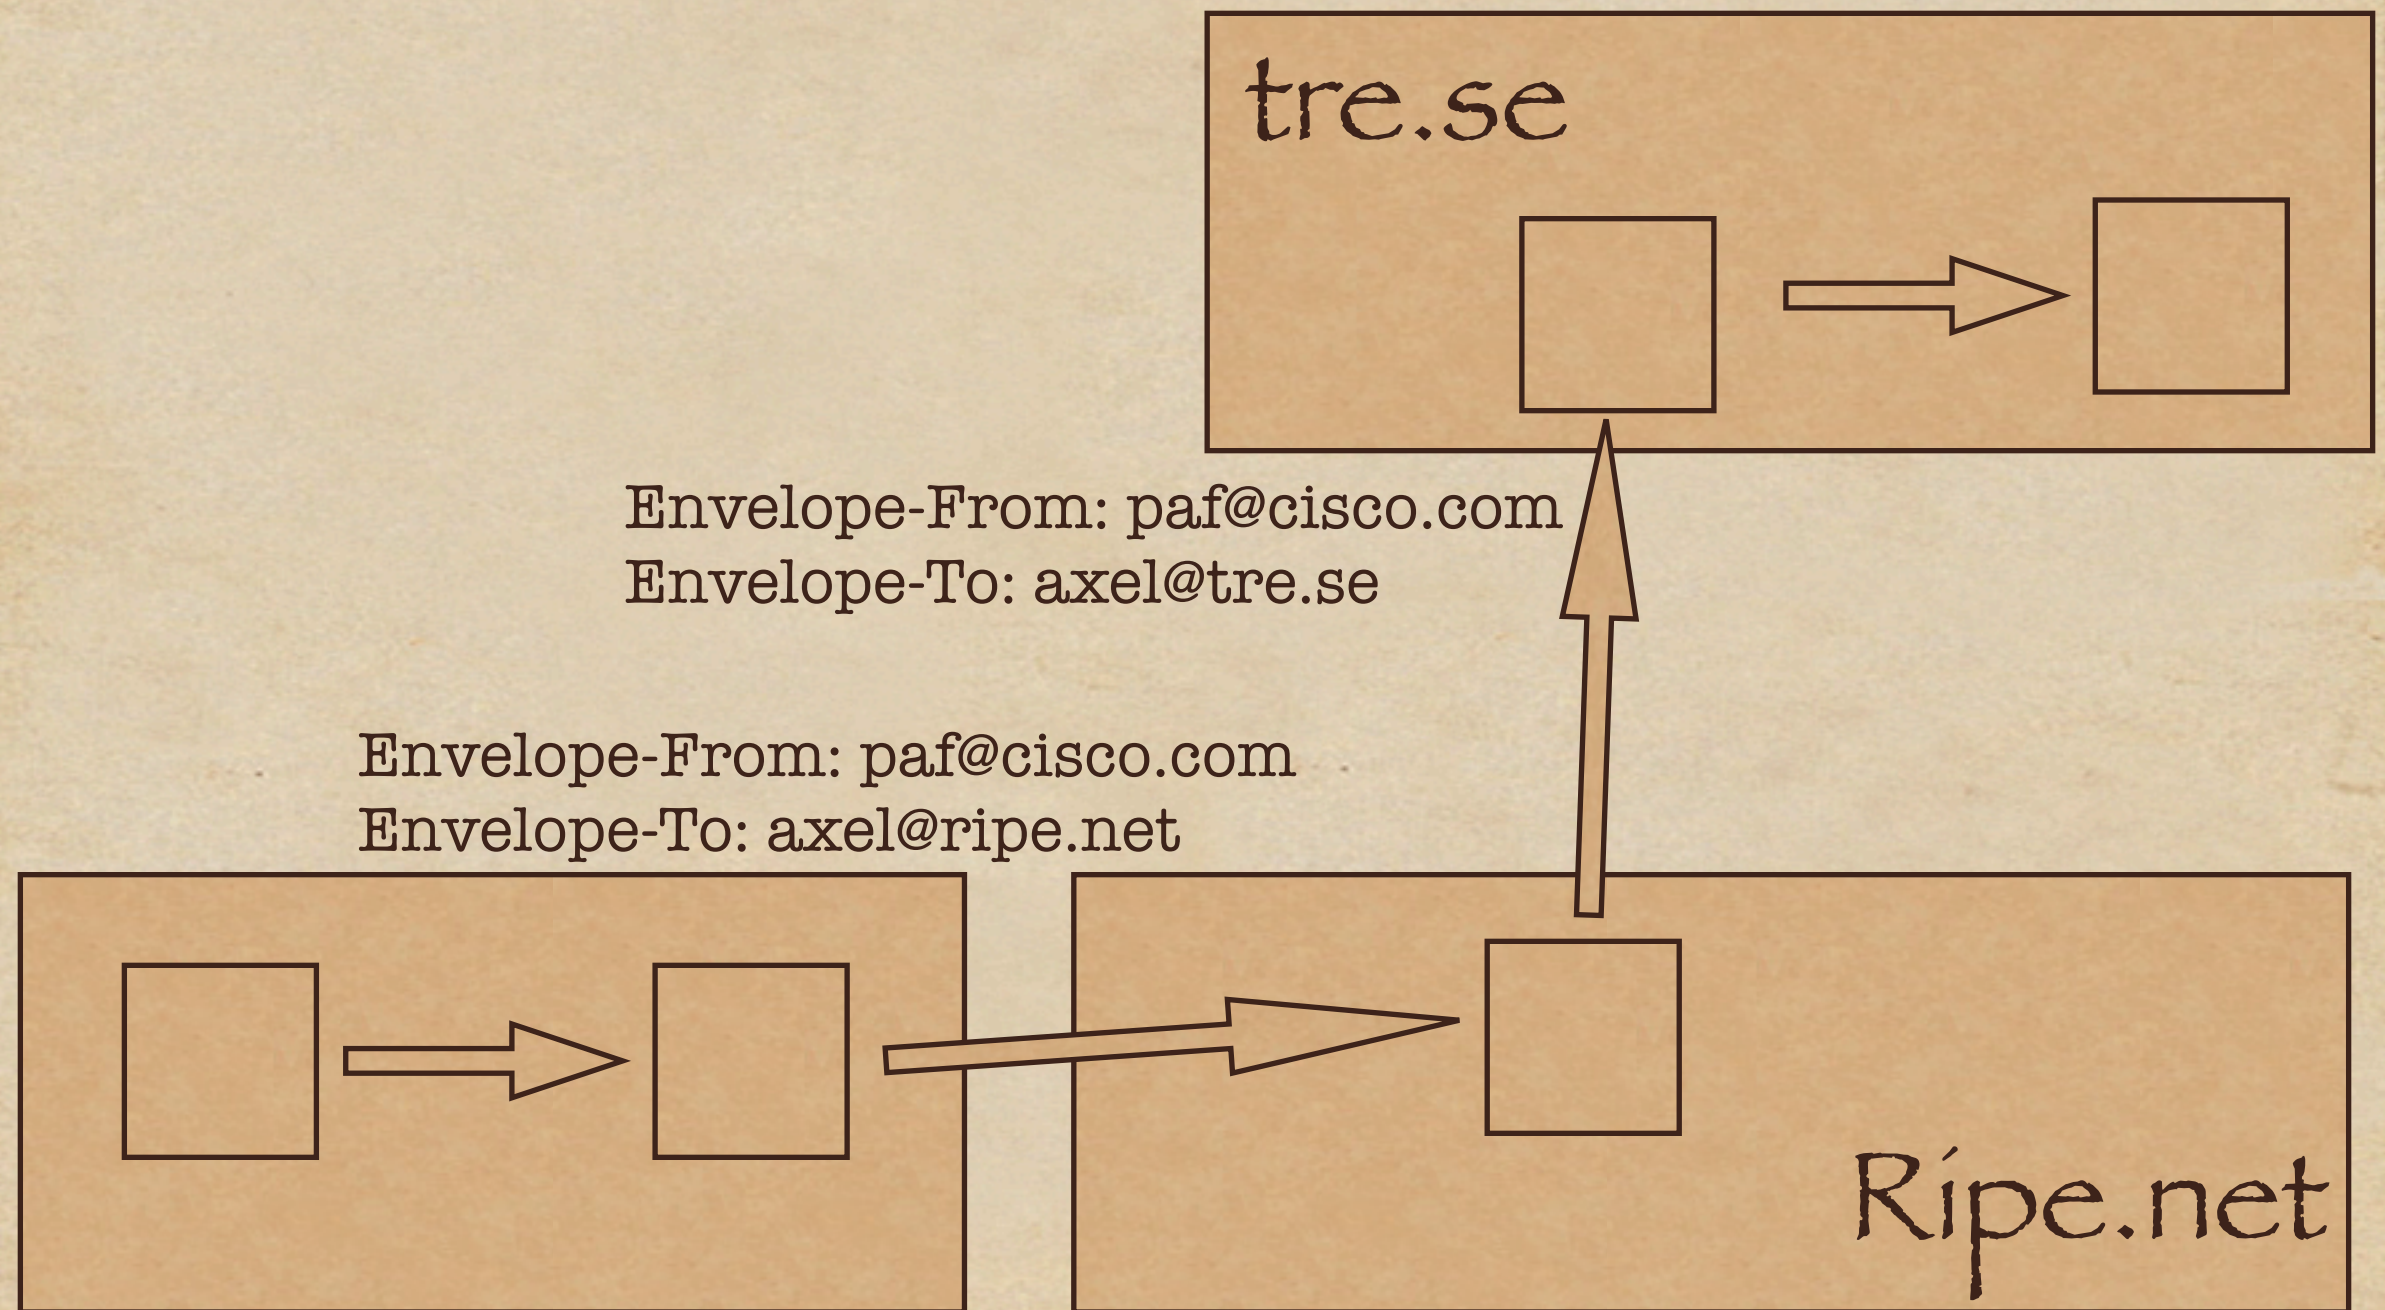 tre.se
Envelope-From: paf@cisco.com
Envelope-To: axel@tre.se
Envelope-From: paf@cisco.com
Envelope-To: axel@ripe.net
Ripe.net